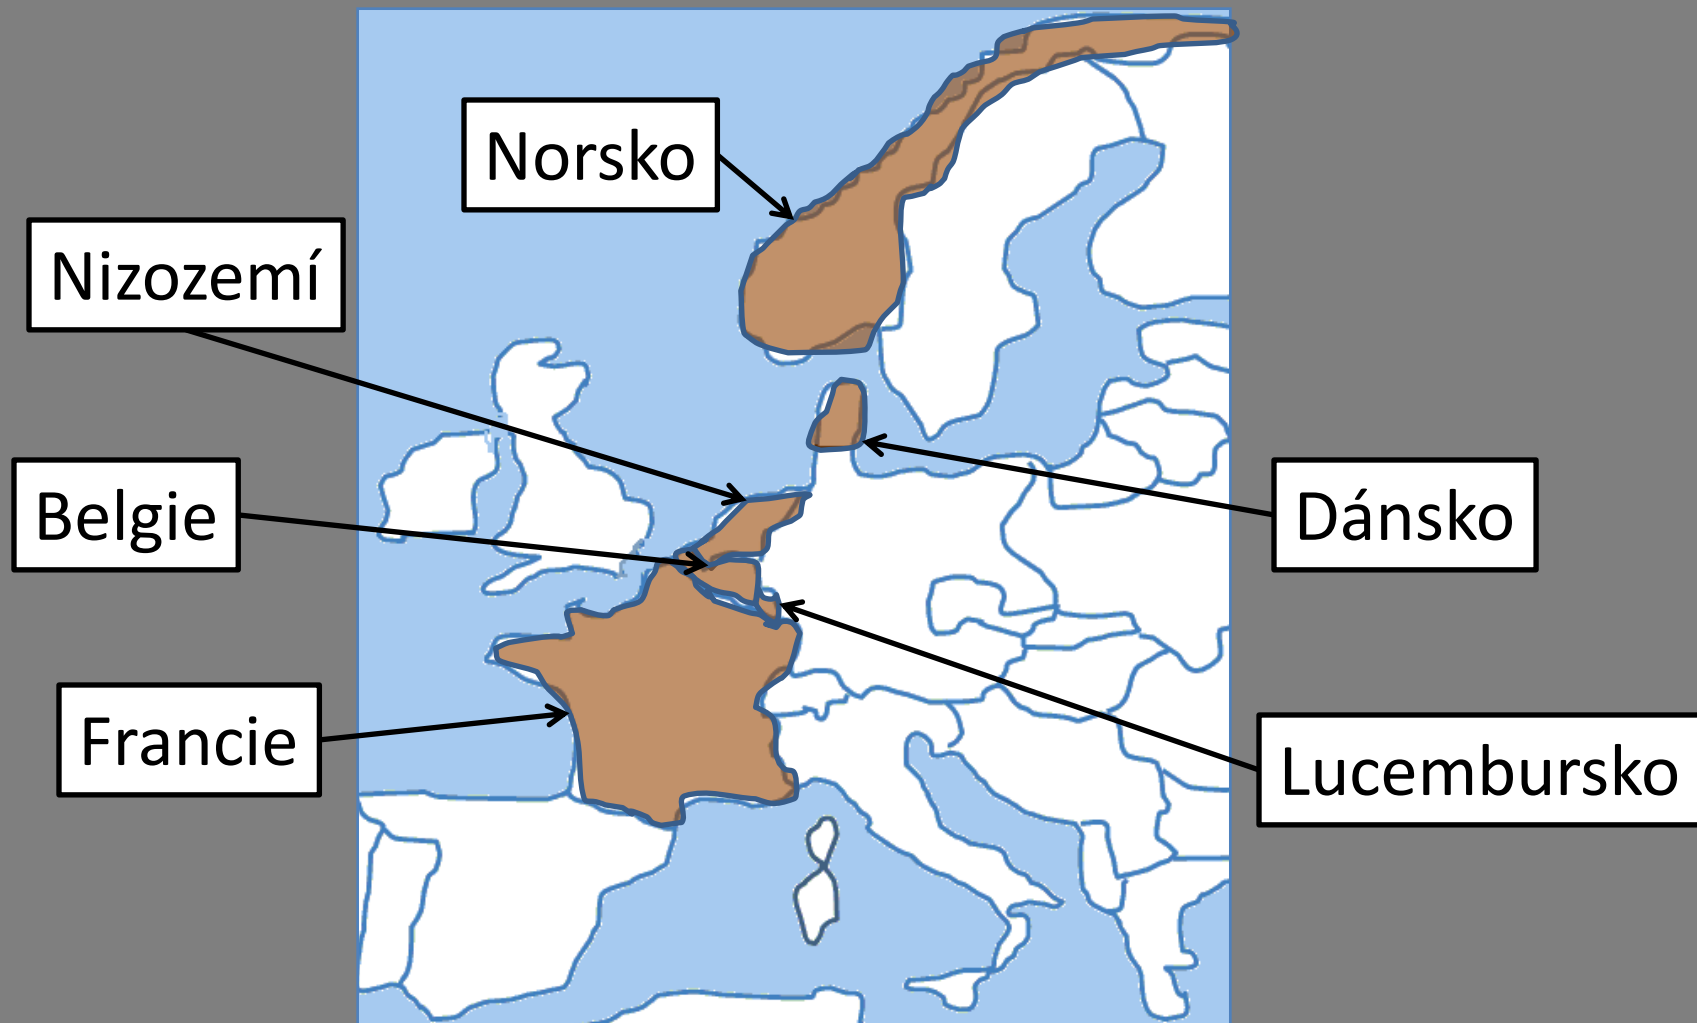 Norsko
Nizozemí
Belgie
Dánsko
Francie
Lucembursko